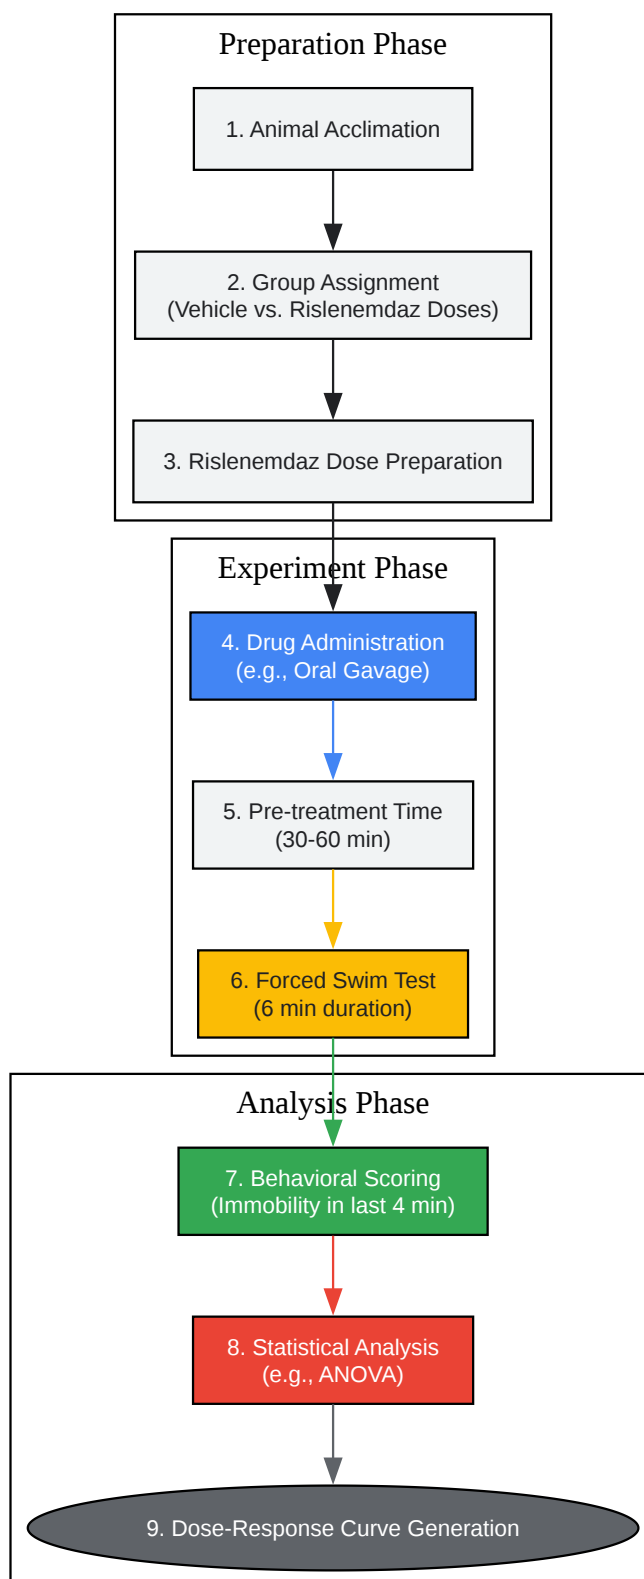 Preparation Phase
1. Animal Acclimation
2. Group Assignment
(Vehicle vs. Rislenemdaz Doses)
3. Rislenemdaz Dose Preparation
Experiment Phase
4. Drug Administration
(e.g., Oral Gavage)
5. Pre-treatment Time
(30-60 min)
6. Forced Swim Test
(6 min duration)
Analysis Phase
7. Behavioral Scoring
(Immobility in last 4 min)
8. Statistical Analysis
(e.g., ANOVA)
9. Dose-Response Curve Generation